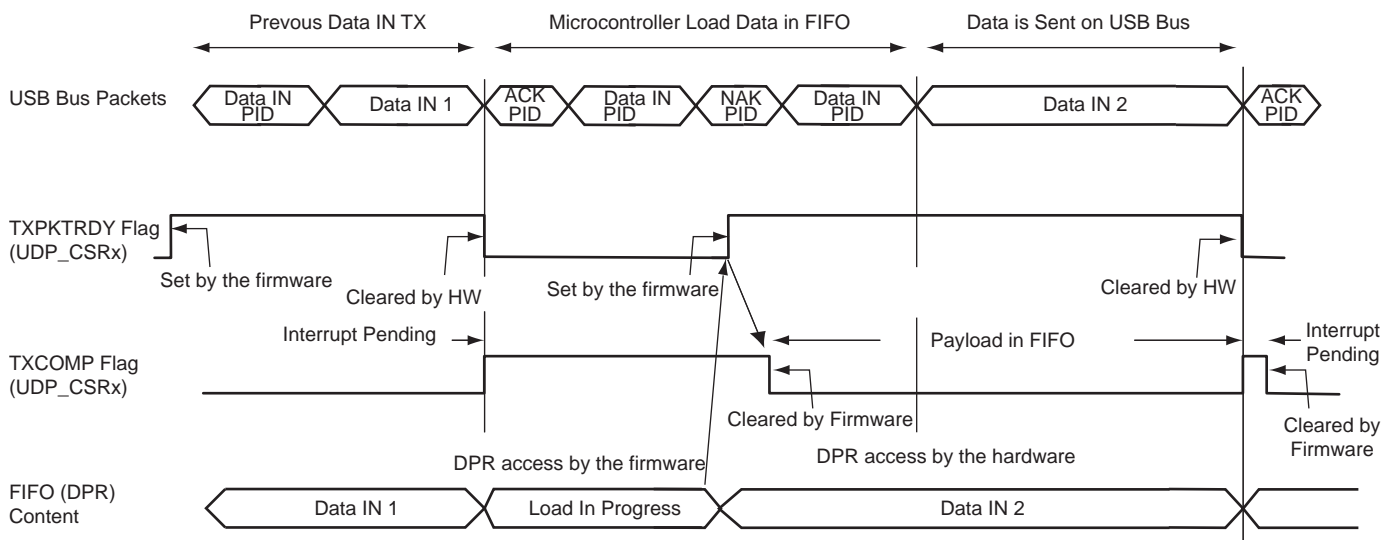 Prevous Data IN TX
Microcontroller Load Data in FIFO
Data is Sent on USB Bus
USB Bus Packets
Data IN
PID
Data IN 1
ACK
PID
Data IN
PID
NAK
PID
Data IN
PID
Data IN 2
ACK
PID
TXPKTRDY Flag
(UDP_CSRx)
Set by the firmware
Cleared by HW
Set by the firmware
Cleared by HW
Interrupt Pending
Payload in FIFO
Interrupt
Pending
TXCOMP Flag
(UDP_CSRx)
Cleared by Firmware
Cleared by
Firmware
DPR access by the firmware
DPR access by the hardware
FIFO (DPR)
Content
Data IN 1
Load In Progress
Data IN 2